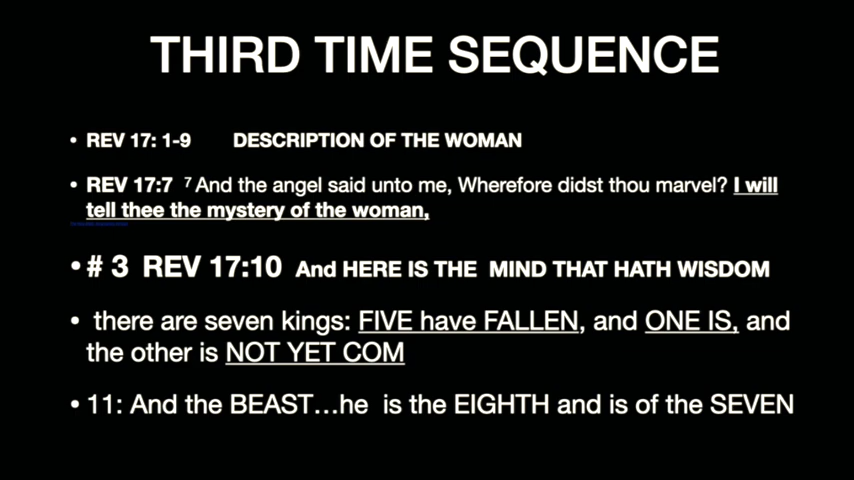 THIRD TIME SEQUENCE
• REV 17: 1-9 DESCRIPTION OF THE WOMAN
• REV 17:7 ⁷ And the angel said unto me, Wherefore didst thou marvel? I will
tell thee the mystery of the woman,
• # 3 REV 17:10 And HERE IS THE MIND THAT HATH WISDOM
• there are seven kings: FIVE have FALLEN, and ONE IS, and
the other is NOT YET COM
• 11: And the BEAST…he is the EIGHTH and is of the SEVEN